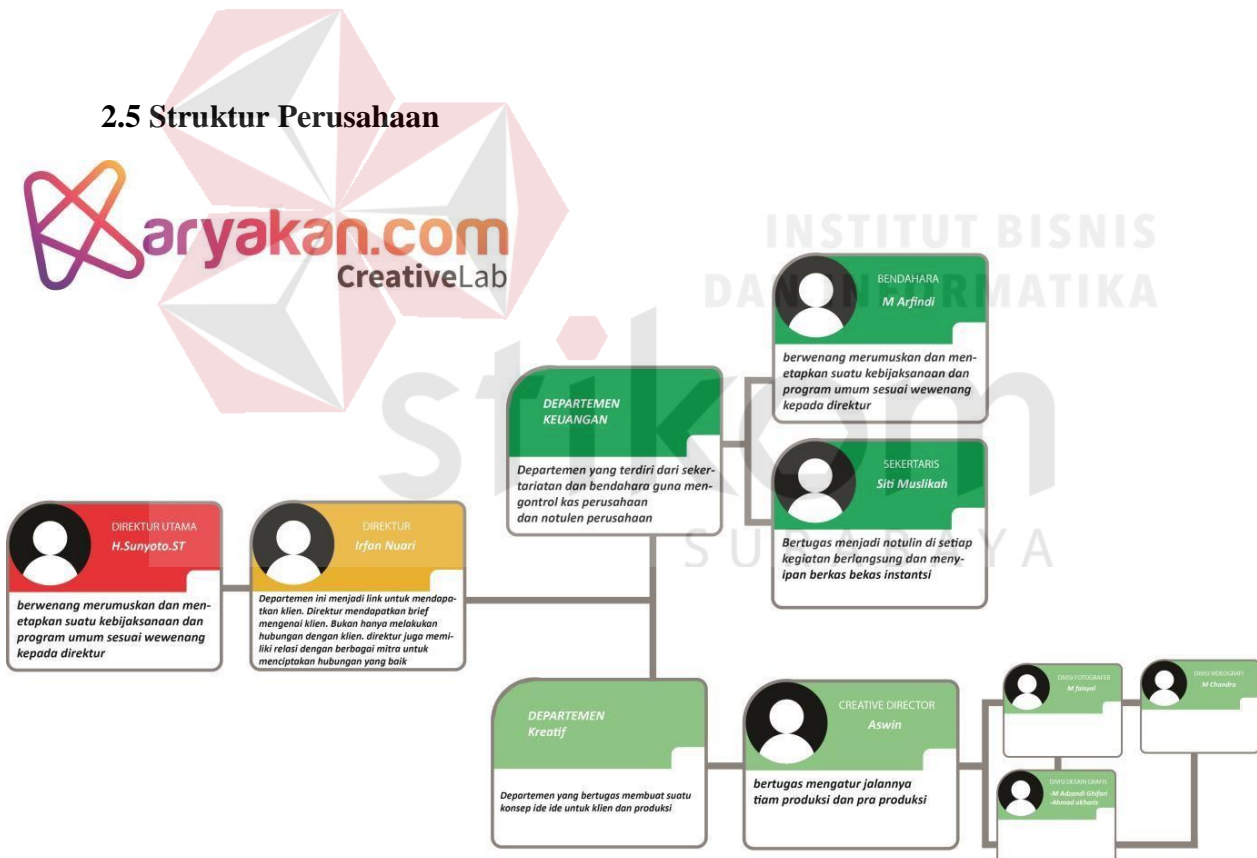 2.5 Struktur Perusahaan
aryakan.com
CreativeLab
INSTITUT BISNIS
DAN INFORMATIKA
stikom
SURABAYA
DIREKTUR UTAMA
H.Sunyoto.ST
berwenang merumuskan dan men-
etapkan suatu kebijaksanaan dan
program umum sesuai wewenang
kepada direktur
DIREKTUR
Irfan Nuari
Departemen ini menjadi link untuk mendapa-
tkan klien. Direktur mendapatkan brief
mengenai klien. Bukan hanya melakukan
hubungan dengan klien. direktur juga memi-
liki relasi dengan berbagai mitra untuk
menciptakan hubungan yang baik
DEPARTEMEN
KEUANGAN
Departemen yang terdiri dari seker-
tariatan dan bendahara guna men-
gontrol kas perusahaan
dan notulen perusahaan
BENDAHARA
M Arfindi
berwenang merumuskan dan men-
etapkan suatu kebijaksanaan dan
program umum sesuai wewenang
kepada direktur
SEKERTARIS
Siti Muslikah
Bertugas menjadi notulin di setiap
kegiatan berlangsung dan meny-
ipan berkas bekas instantsi
DEPARTEMEN
Kreatif
Departemen yang bertugas membuat suatu
konsep ide ide untuk klien dan produksi
CREATIVE DIRECTOR
Aswin
bertugas mengatur jalannya
tiam produksi dan pra produksi
DIVISI FOTOGRAFER
M faisyal
DIVISI VIDEOGRAFI
M Chandra
DIVISI DESAIN GRAFIS
-M Adzandi Ghifari
-Ahmad alharis